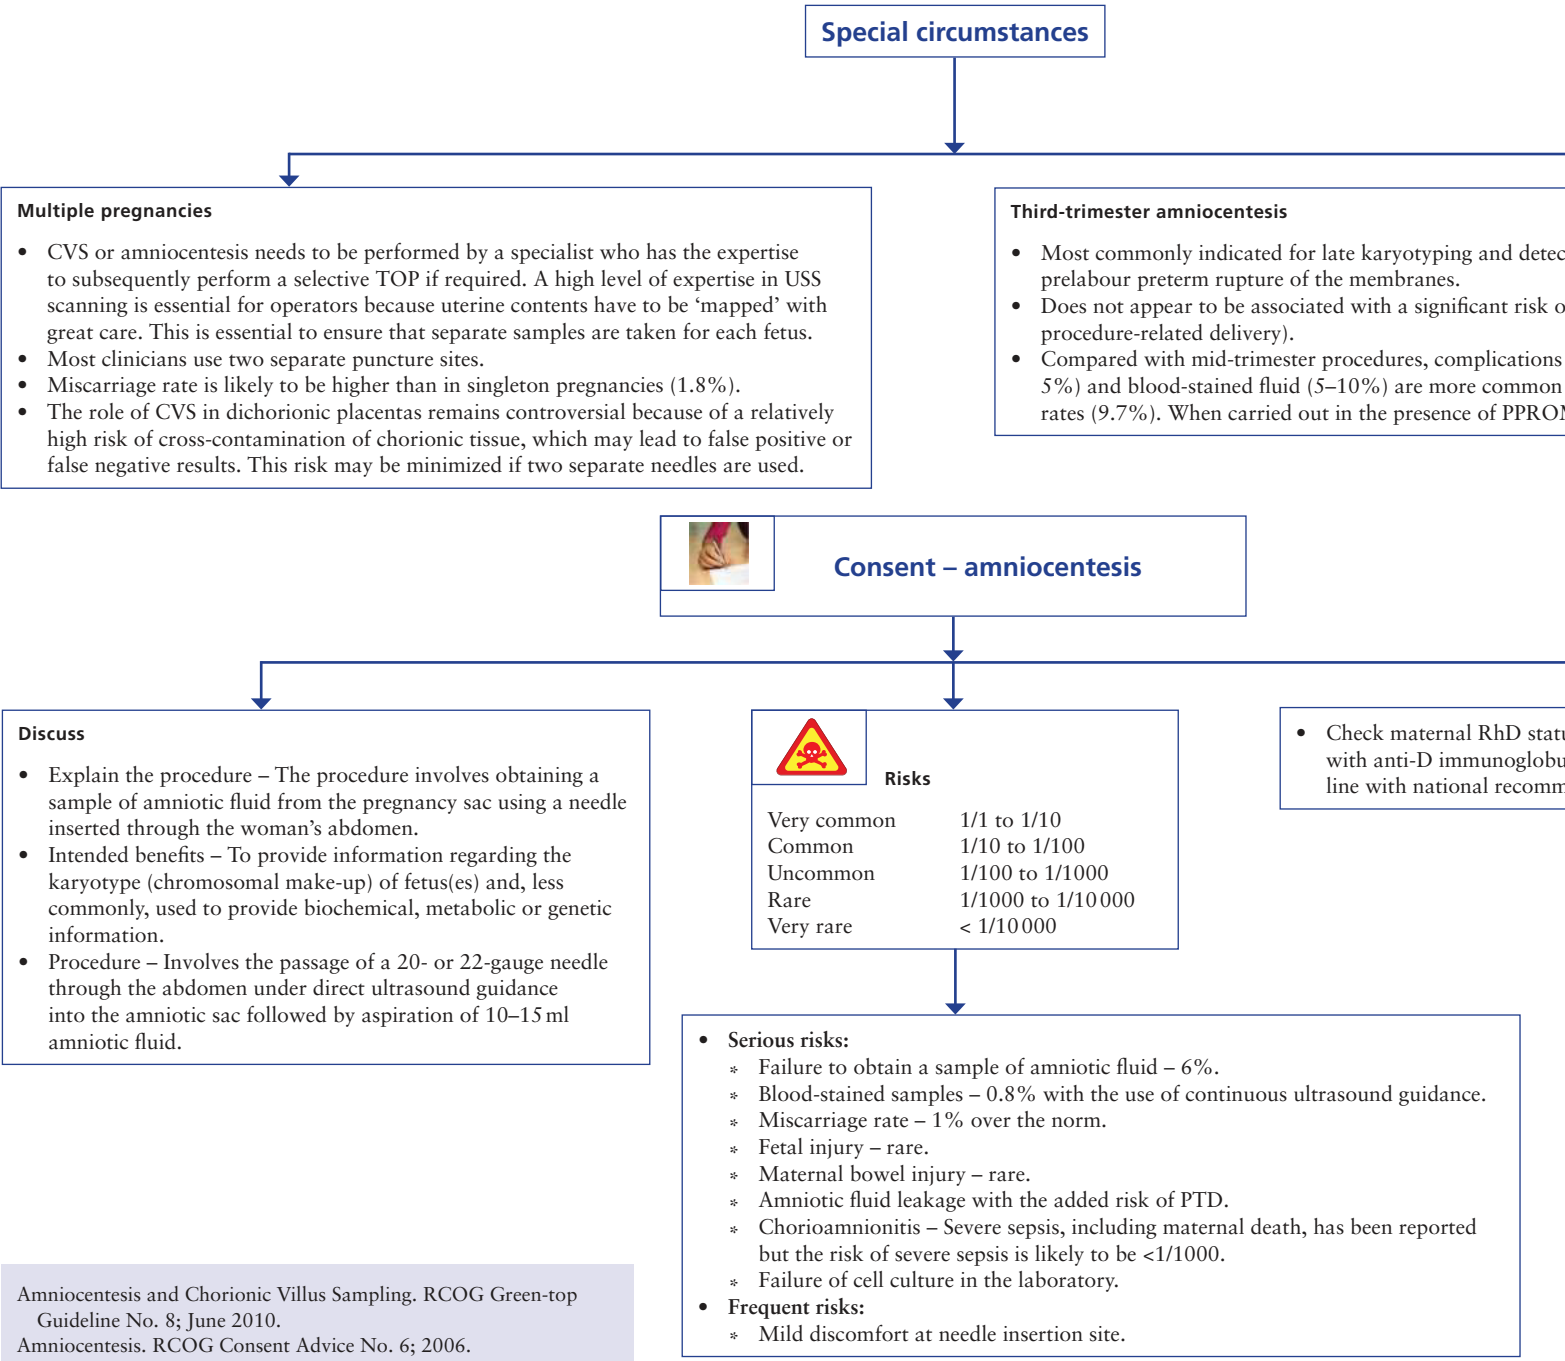 Special circumstances
Multiple pregnancies
• CVS or amniocentesis needs to be performed by a specialist who has the expertise
to subsequently perform a selective TOP if required. A high level of expertise in USS
scanning is essential for operators because uterine contents have to be ‘mapped’ with
great care. This is essential to ensure that separate samples are taken for each fetus.
• Most clinicians use two separate puncture sites.
• Miscarriage rate is likely to be higher than in singleton pregnancies (1.8%).
• The role of CVS in dichorionic placentas remains controversial because of a relatively
high risk of cross-contamination of chorionic tissue, which may lead to false positive or
false negative results. This risk may be minimized if two separate needles are used.
Third-trimester amniocentesis
• Most commonly indicated for late karyotyping and
prelabour preterm rupture of the membranes.
• Does not appear to be associated with a significant risk
procedure-related delivery).
• Compared with mid-trimester procedures, complications
5%) and blood-stained fluid (5–10%) are more common
rates (9.7%). When carried out in the presence of
Consent – amniocentesis
Discuss
• Explain the procedure – The procedure involves obtaining a
sample of amniotic fluid from the pregnancy sac using a needle
inserted through the woman’s abdomen.
• Intended benefits – To provide information regarding the
karyotype (chromosomal make-up) of fetus(es) and, less
commonly, used to provide biochemical, metabolic or genetic
information.
• Procedure – Involves the passage of a 20- or 22-gauge needle
through the abdomen under direct ultrasound guidance
into the amniotic sac followed by aspiration of 10–15 ml
amniotic fluid.
Risks
Very common 1/1 to 1/10
Common 1/10 to 1/100
Uncommon 1/100 to 1/1000
Rare 1/1000 to 1/10 000
Very rare < 1/10 000
• Check maternal RhD
with anti-D
line with national
• Serious risks:
* Failure to obtain a sample of amniotic fluid – 6%.
* Blood-stained samples – 0.8% with the use of continuous ultrasound guidance.
* Miscarriage rate – 1% over the norm.
* Fetal injury – rare.
* Maternal bowel injury – rare.
* Amniotic fluid leakage with the added risk of PTD.
* Chorioamnionitis – Severe sepsis, including maternal death, has been reported
but the risk of severe sepsis is likely to be <1/1000.
* Failure of cell culture in the laboratory.
• Frequent risks:
* Mild discomfort at needle insertion site.
Amniocentesis and Chorionic Villus Sampling. RCOG Green-top
Guideline No. 8; June 2010.
Amniocentesis. RCOG Consent Advice No. 6; 2006.